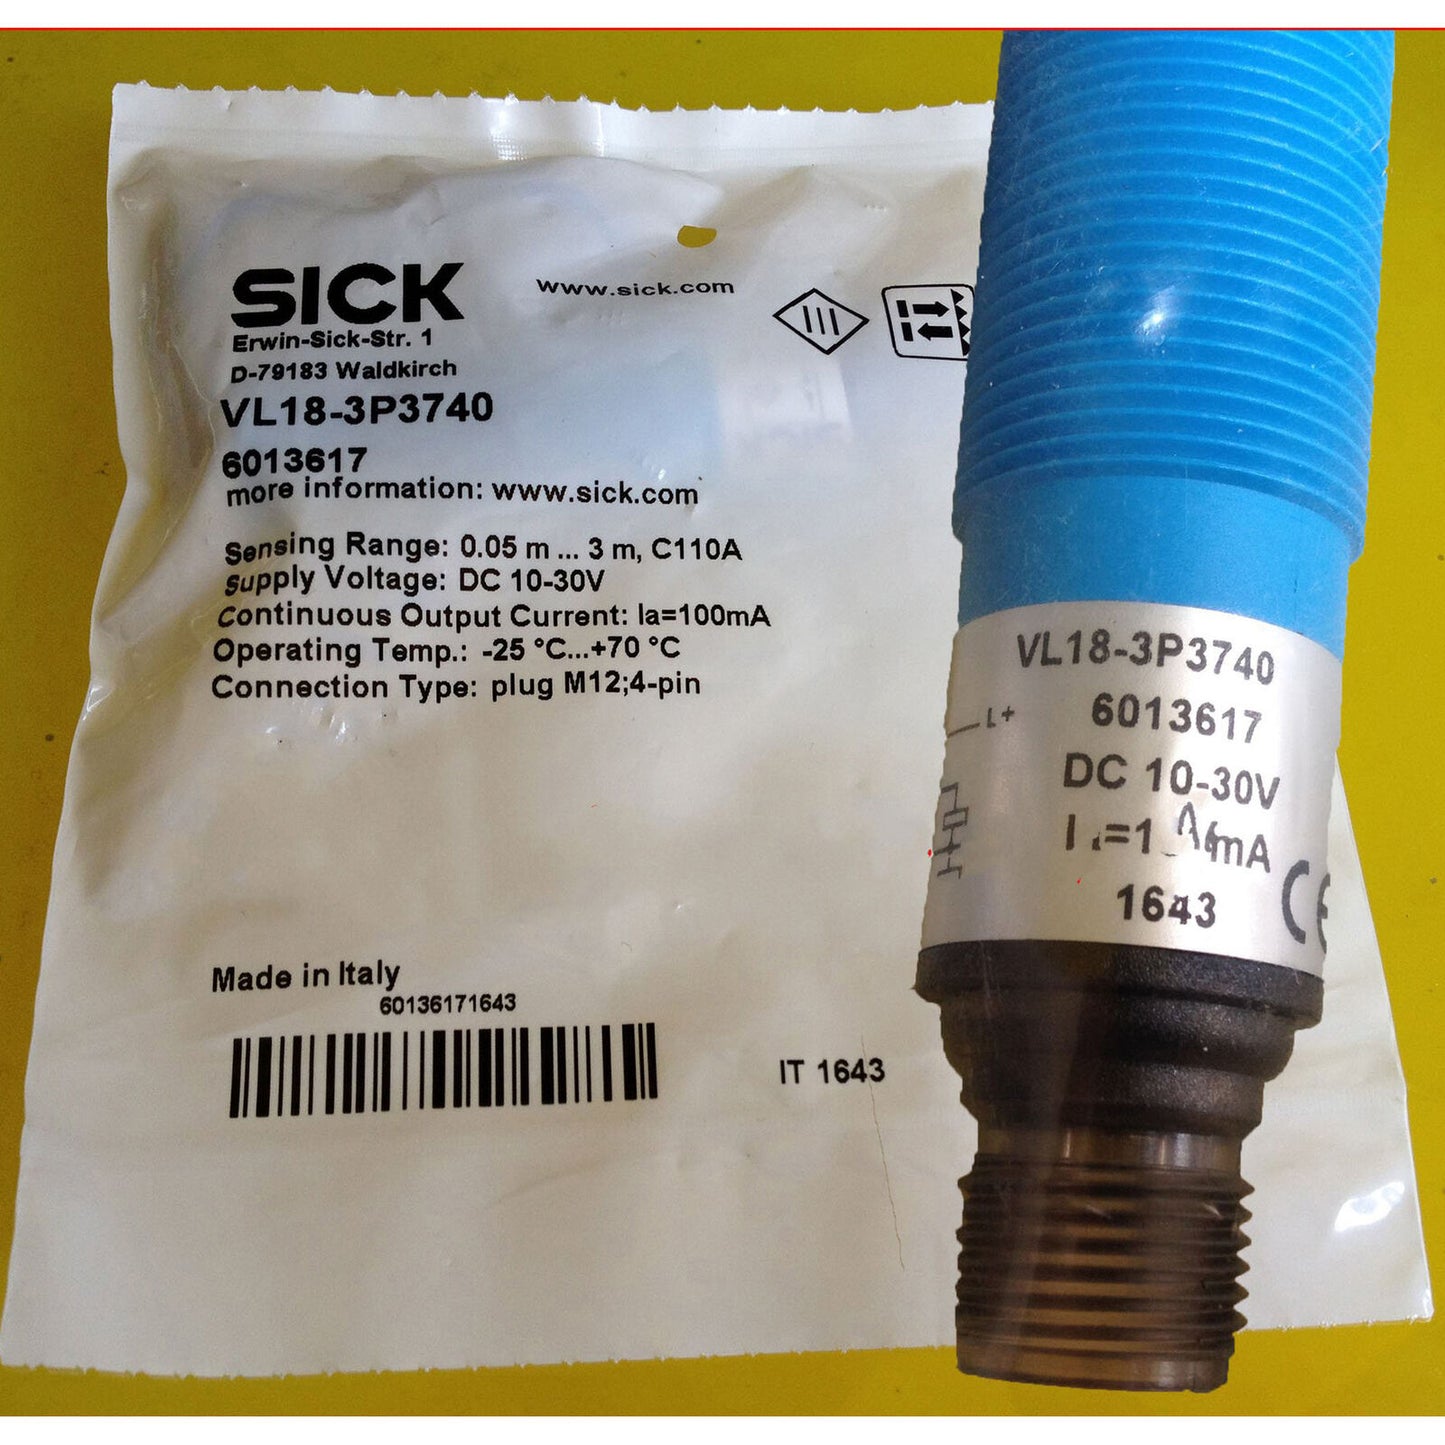 SICK
www.sick.com
Erwin-Sick-Str. 1
D-79183 Waldkirch
VL18-3P3740
6013617
more information: www.sick.com
Sensing Range: 0.05 m ... 3 m, C110A
Supply Voltage: DC 10-30V
Continuous Output Current: Ia=100mA
Operating Temp.: -25 °C...+70 °C
Connection Type: plug M12;4-pin
Made in Italy
60136171643
IT 1643
VL18-3P3740
L+
6013617
DC 10-30V
1643
CE